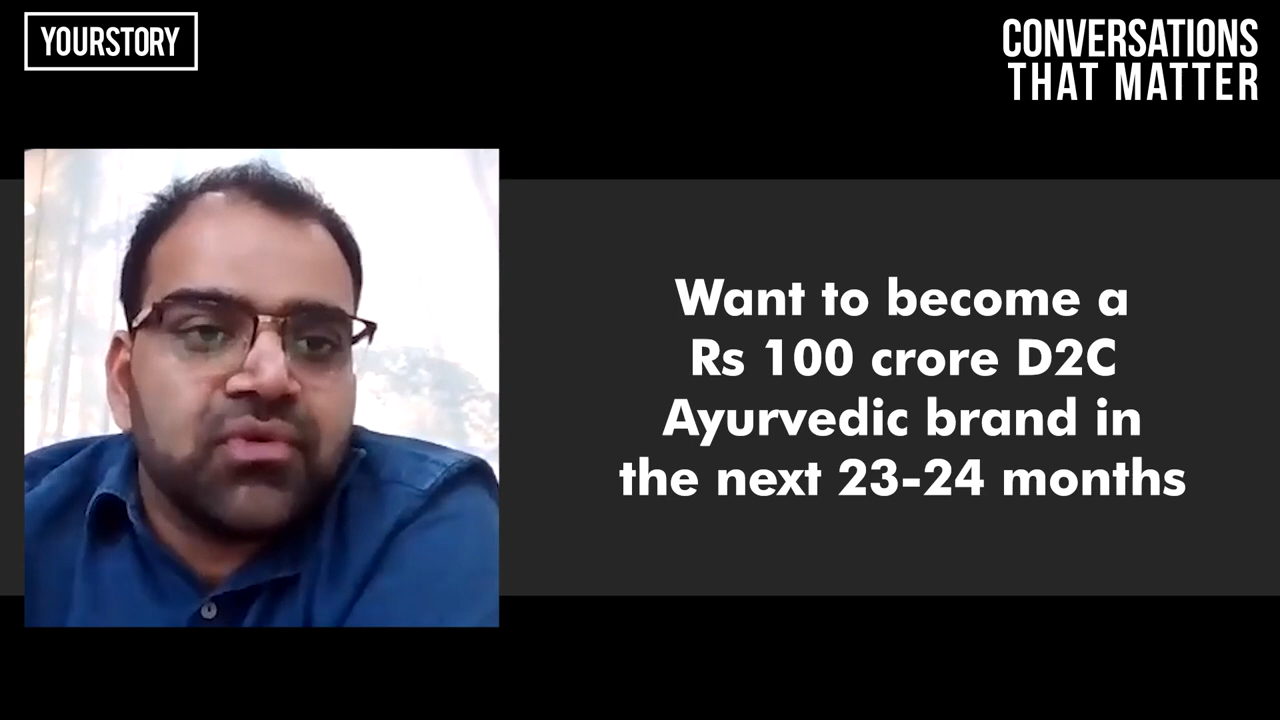 YOURSTORY
CONVERSATIONS
THAT MATTER
Want to become a
Rs 100 crore D2C
Ayurvedic brand in
the next 23-24 months